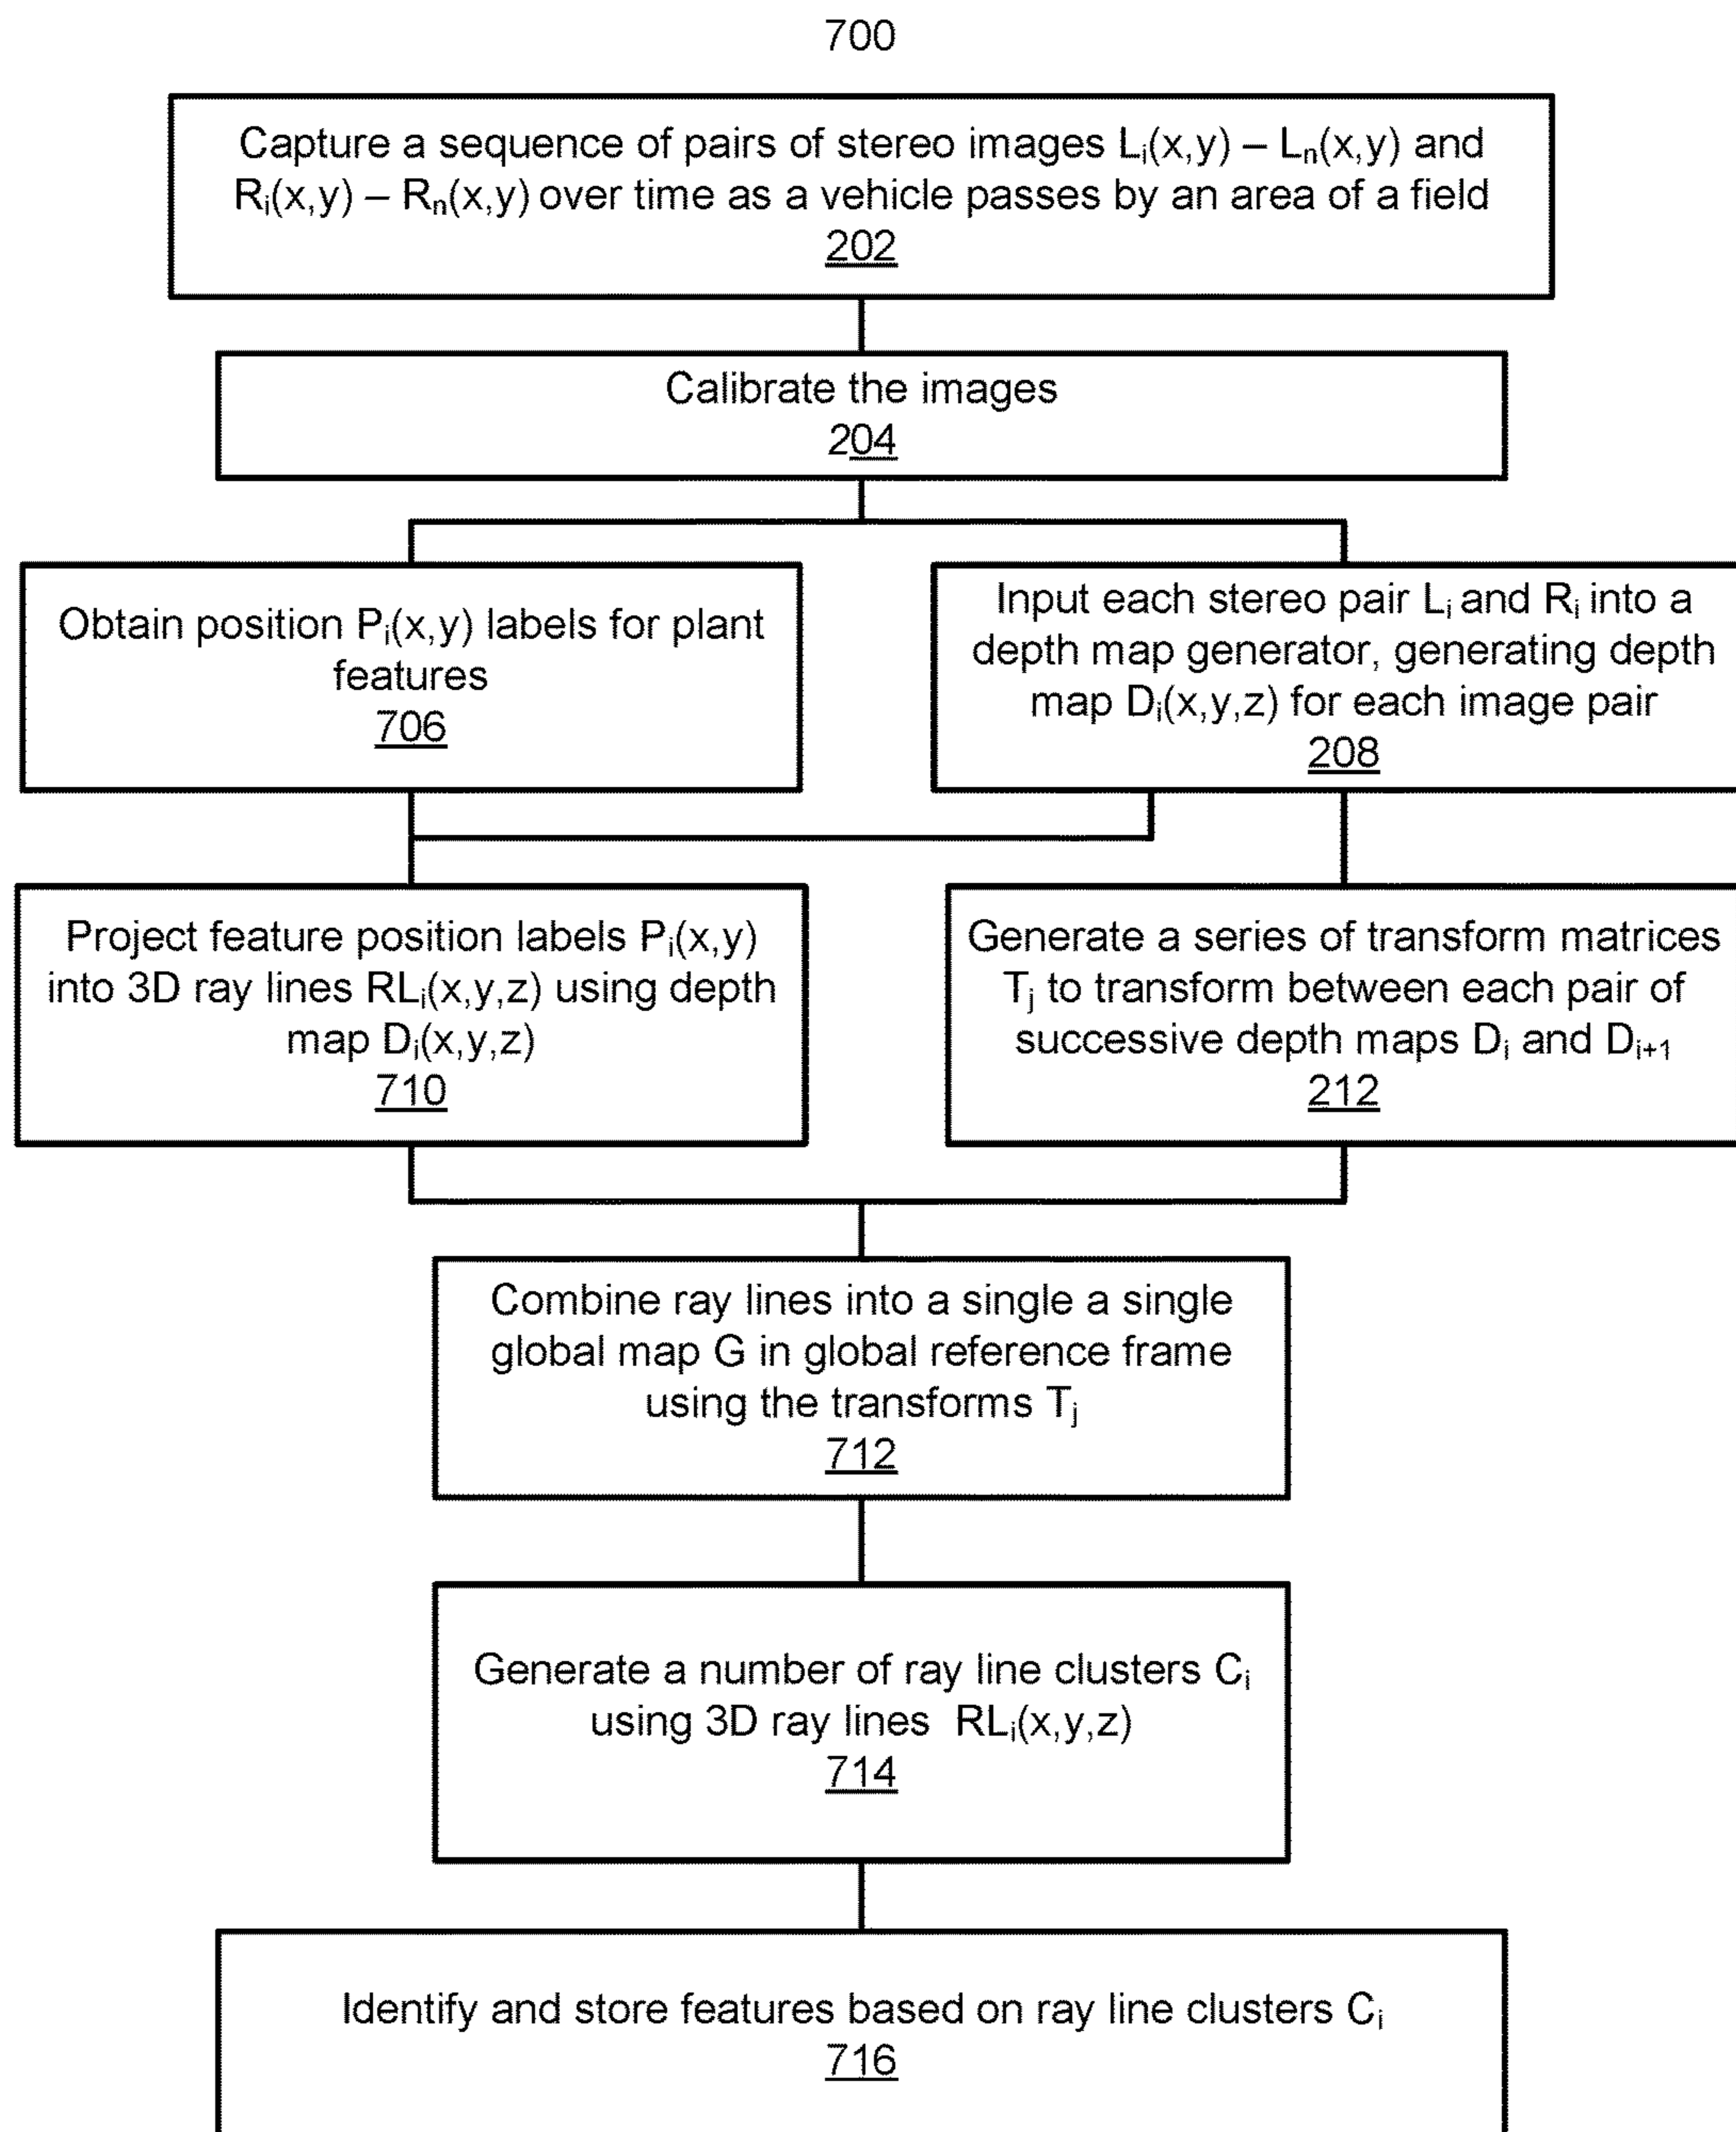 700
Capture a sequence of pairs of stereo images Lᵢ(x,y) – Lₙ(x,y) and
Rᵢ(x,y) – Rₙ(x,y) over time as a vehicle passes by an area of a field
202
Calibrate the images
204
Obtain position Pᵢ(x,y) labels for plant
features
706
Input each stereo pair Lᵢ and Rᵢ into a
depth map generator, generating depth
map Dᵢ(x,y,z) for each image pair
208
Project feature position labels Pᵢ(x,y)
into 3D ray lines RLᵢ(x,y,z) using depth
map Dᵢ(x,y,z)
710
Generate a series of transform matrices
Tⱼ to transform between each pair of
successive depth maps Dᵢ and Dᵢ₊₁
212
Combine ray lines into a single a single
global map G in global reference frame
using the transforms Tⱼ
712
Generate a number of ray line clusters Cᵢ
using 3D ray lines RLᵢ(x,y,z)
714
Identify and store features based on ray line clusters Cᵢ
716